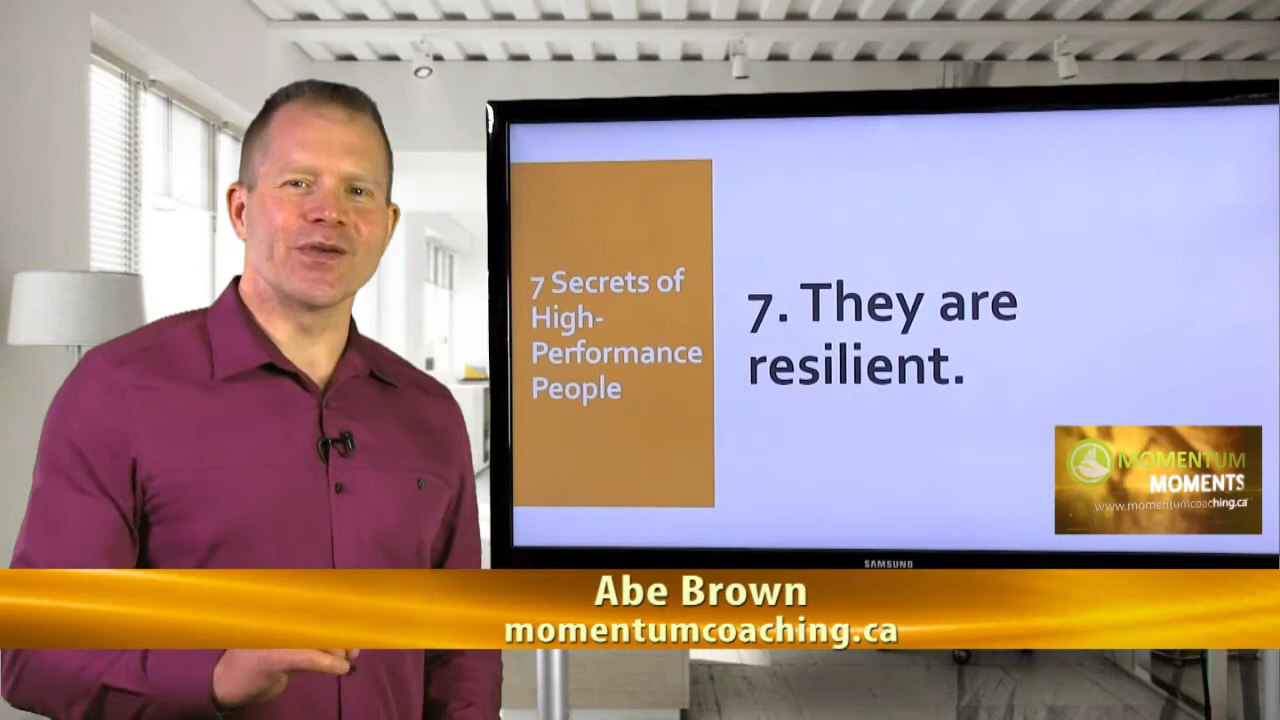 7 Secrets of
High-
Performance
People
7. They are
resilient.
MOMENTUM
MOMENTS
www.momentumcoaching.ca
SAMSUNG
Abe Brown
momentumcoaching.ca